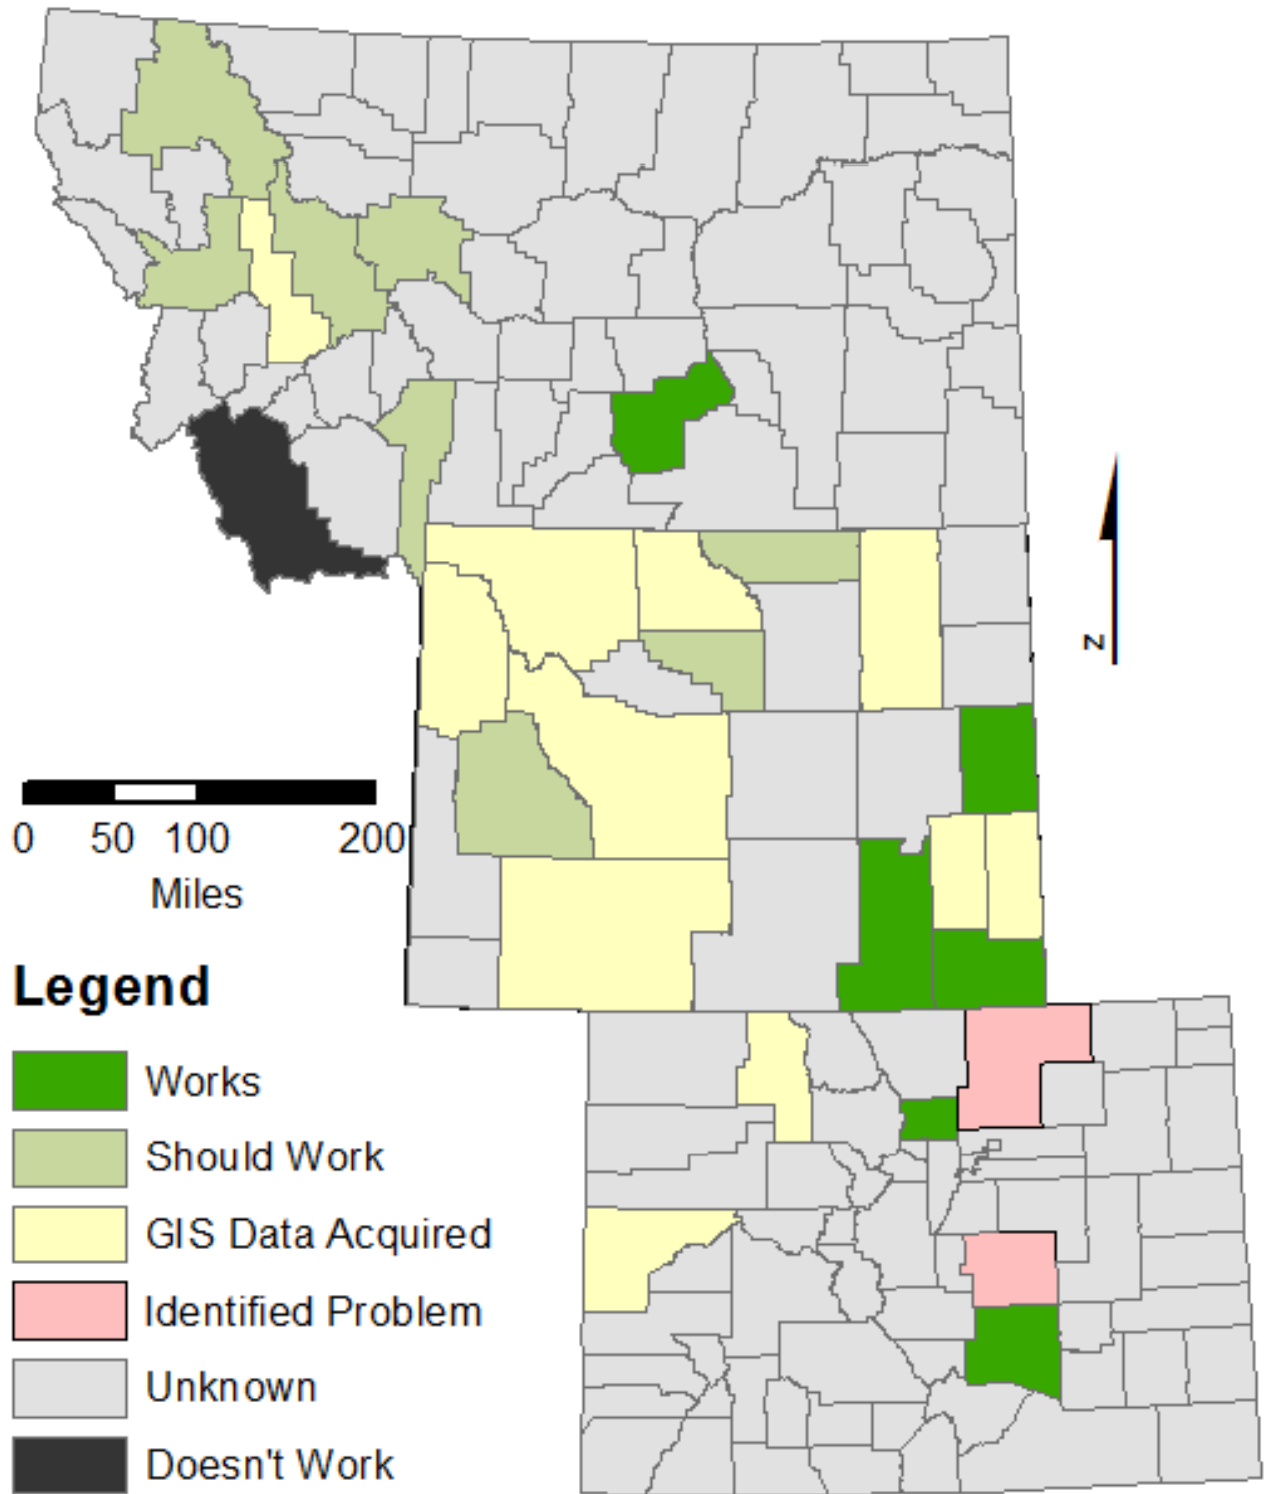 N
0 50 100 200
Miles
Legend
Works
Should Work
GIS Data Acquired
Identified Problem
Unknown
Doesn't Work